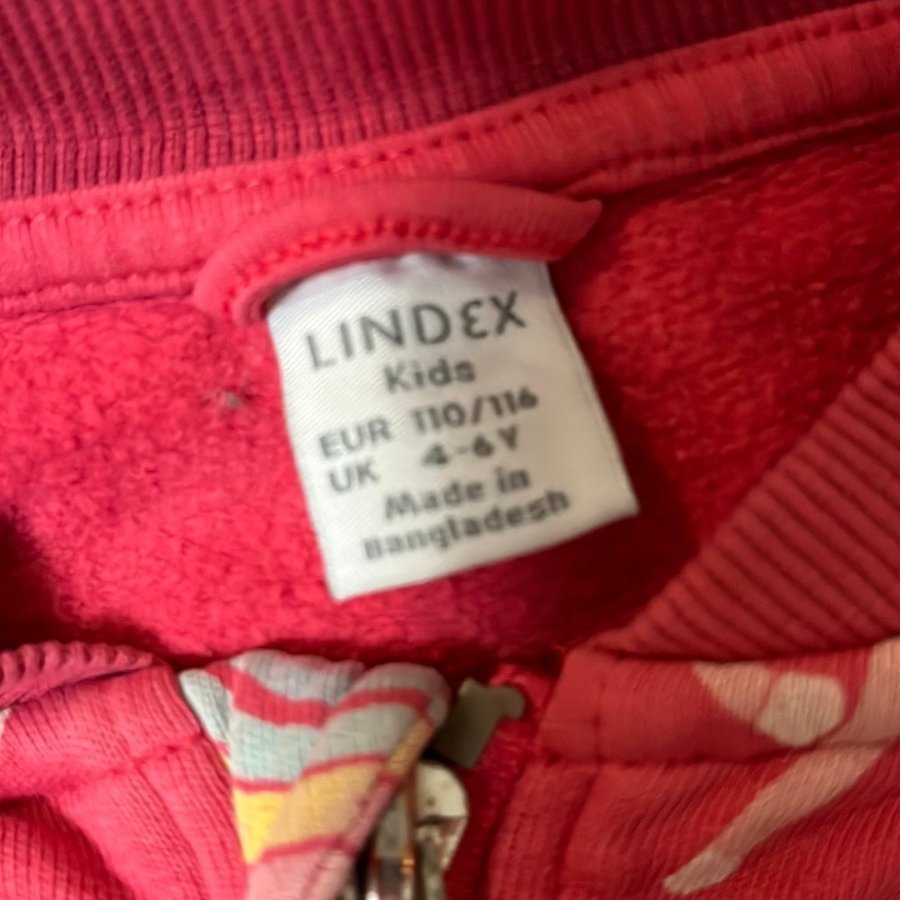 LINDEX
Kids
EUR 110/116
UK 4-6Y
Made in
Bangladesh